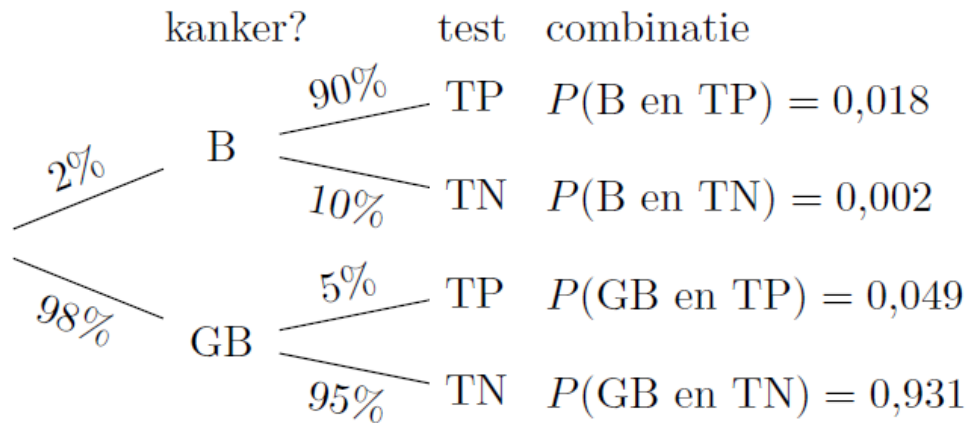 kanker? test combinatie
90% TP P(B en TP) = 0,018
B
2%
10% TN P(B en TN) = 0,002
5% TP P(GB en TP) = 0,049
98%
GB
95% TN P(GB en TN) = 0,931